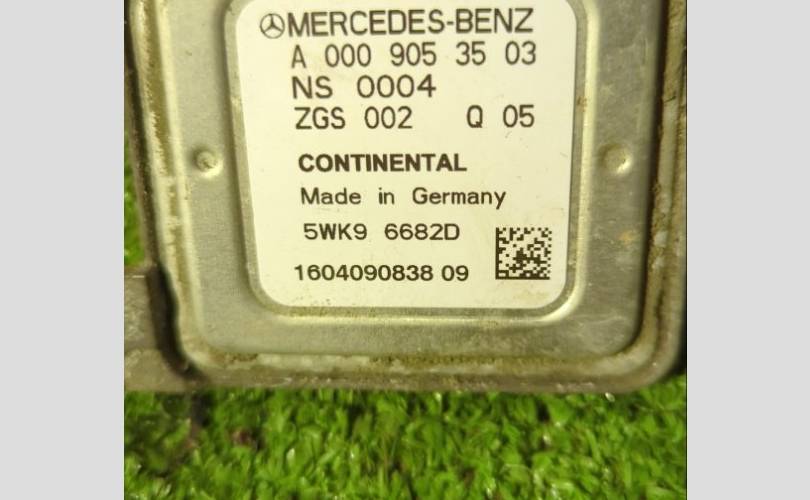 MERCEDES-BENZ
A 000 905 35 03
NS 0004
ZGS 002 Q 05
CONTINENTAL
Made in Germany
5WK9 6682D
1604090838 09